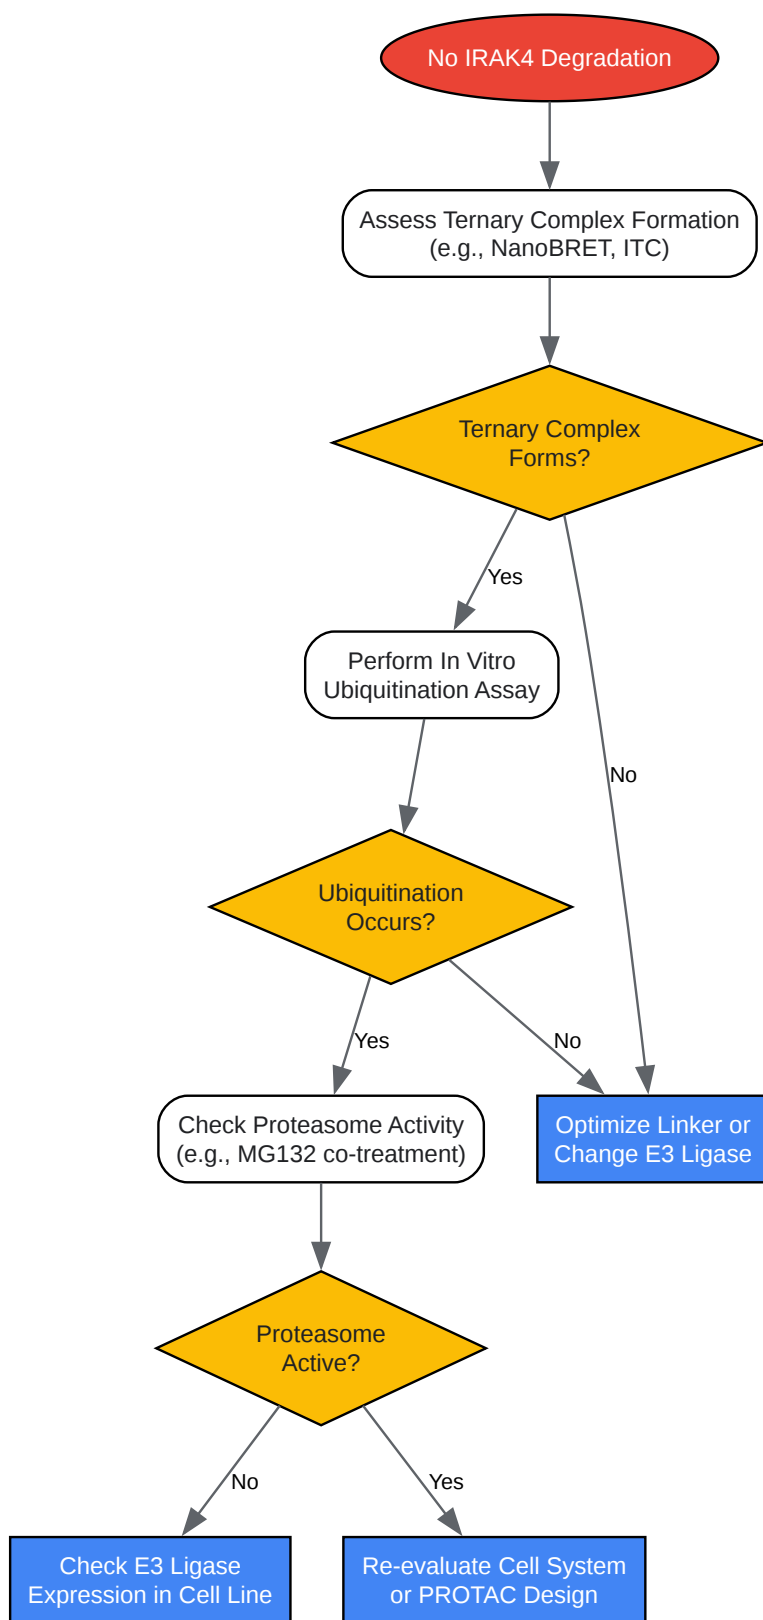 No IRAK4 Degradation
Assess Ternary Complex Formation
(e.g., NanoBRET, ITC)
Ternary Complex
Forms?
Yes
Perform In Vitro
Ubiquitination Assay
No
Ubiquitination
Occurs?
Yes
No
Check Proteasome Activity
(e.g., MG132 co-treatment)
Optimize Linker or
Change E3 Ligase
Proteasome
Active?
No
Yes
Check E3 Ligase
Expression in Cell Line
Re-evaluate Cell System
or PROTAC Design